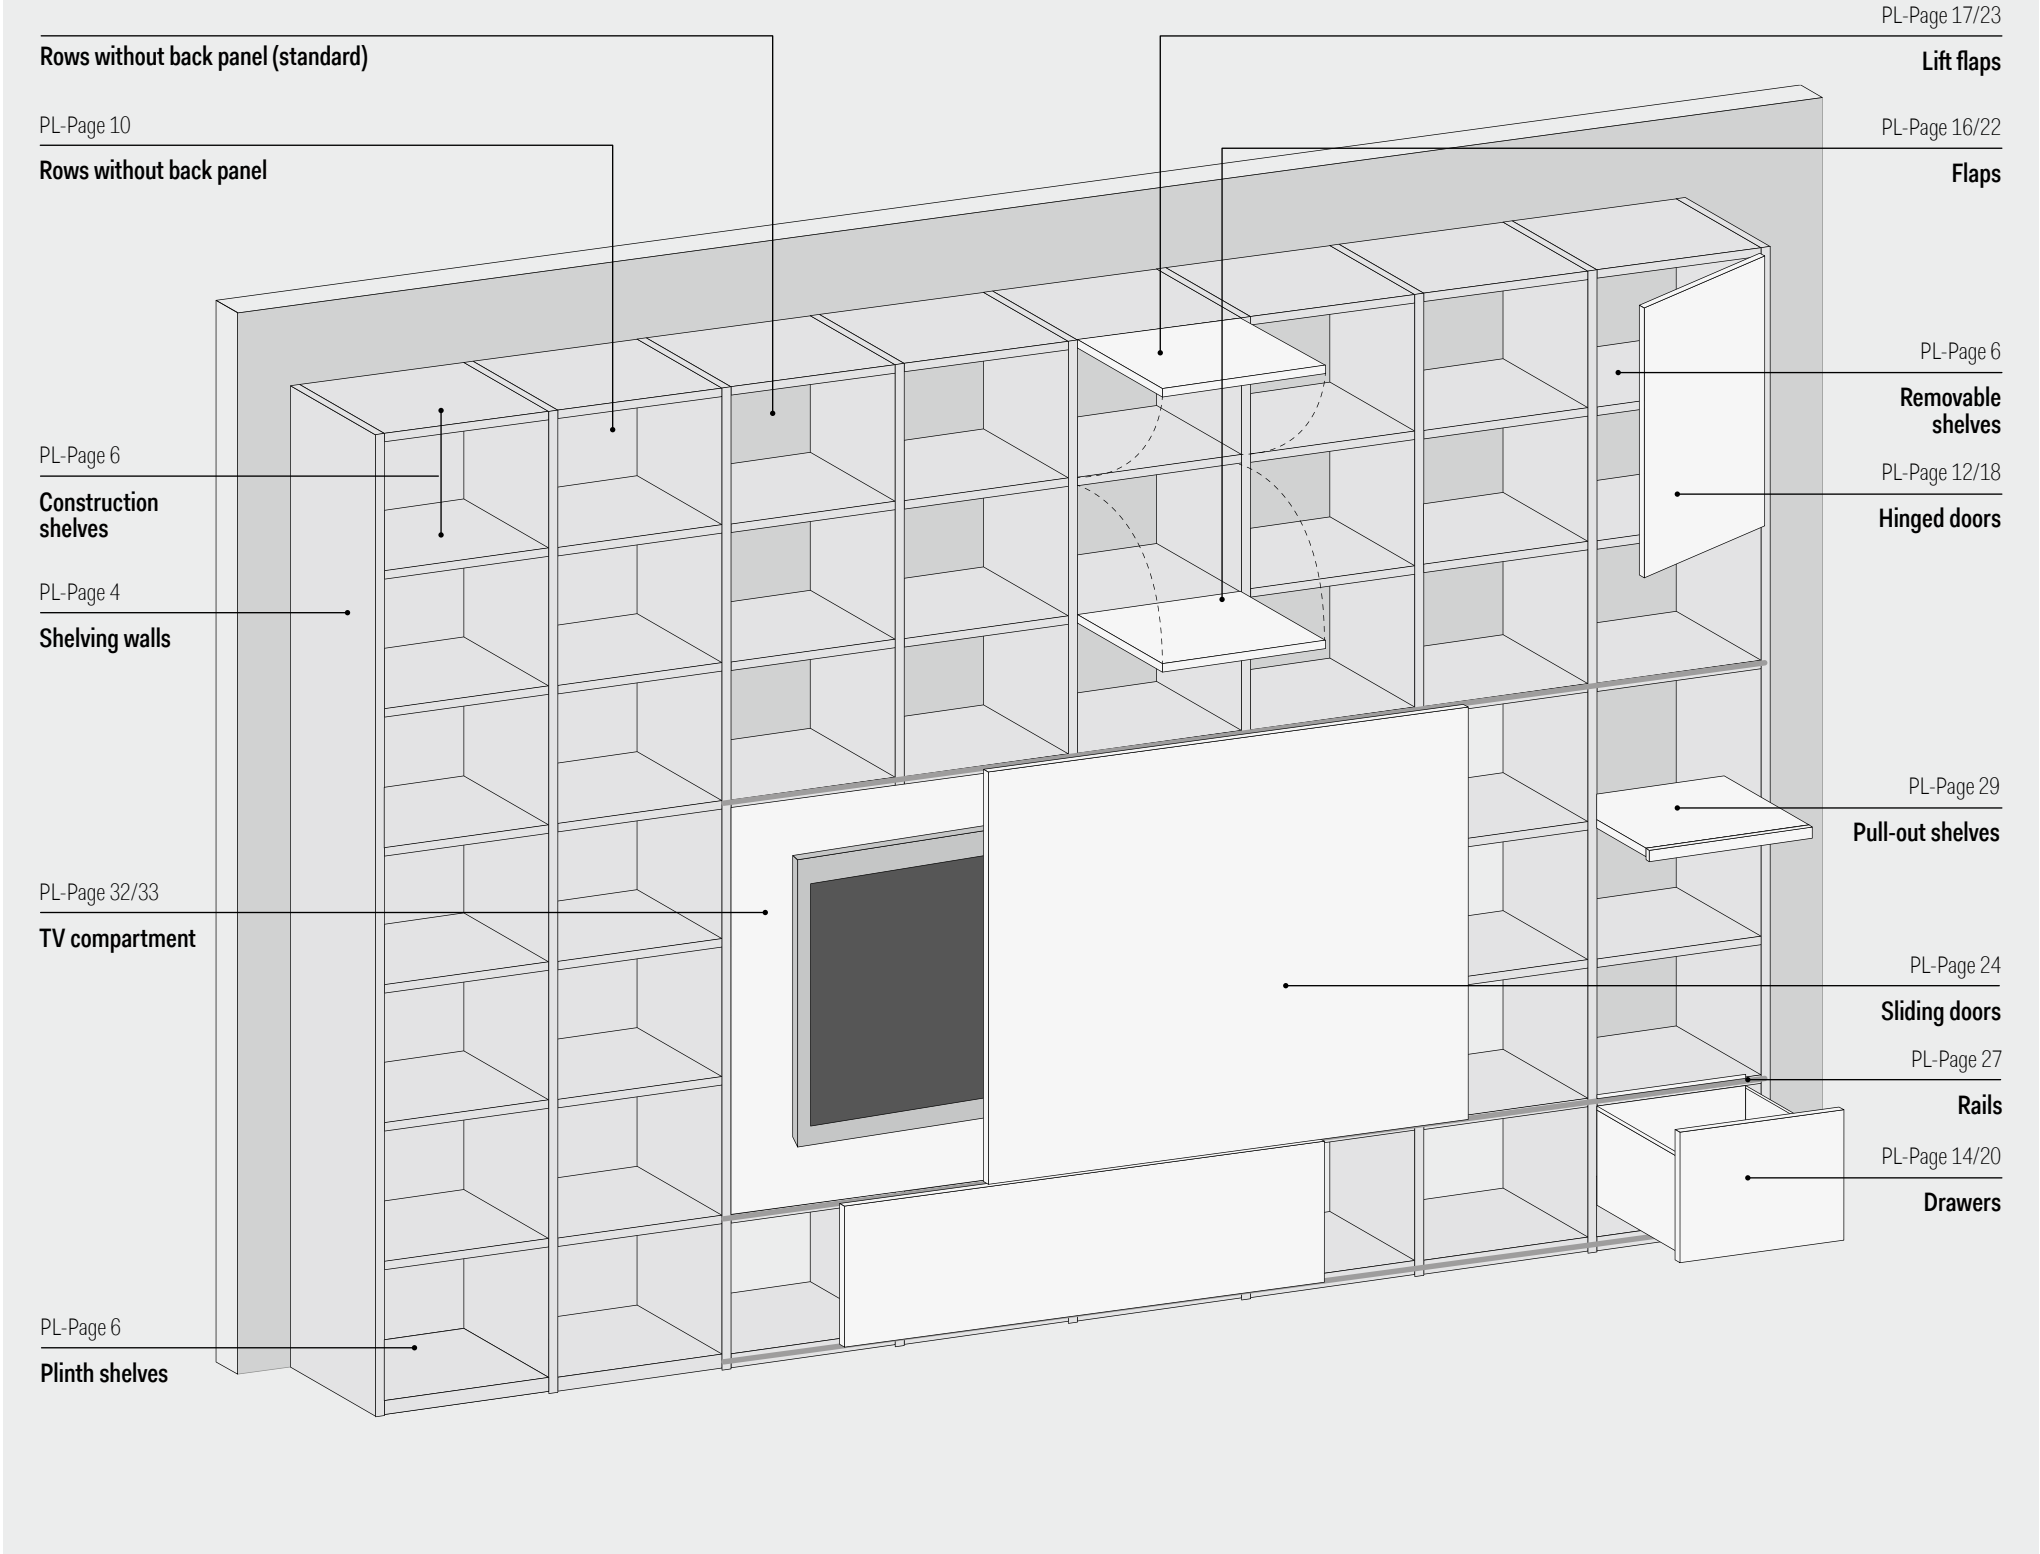 Rows without back panel (standard)
PL-Page 10
Rows without back panel
PL-Page 6
Construction
shelves
PL-Page 4
Shelving walls
PL-Page 32/33
TV compartment
PL-Page 6
Plinth shelves
PL-Page 17/23
Lift flaps
PL-Page 16/22
Flaps
PL-Page 6
Removable
shelves
PL-Page 12/18
Hinged doors
PL-Page 29
Pull-out shelves
PL-Page 24
Sliding doors
PL-Page 27
Rails
PL-Page 14/20
Drawers